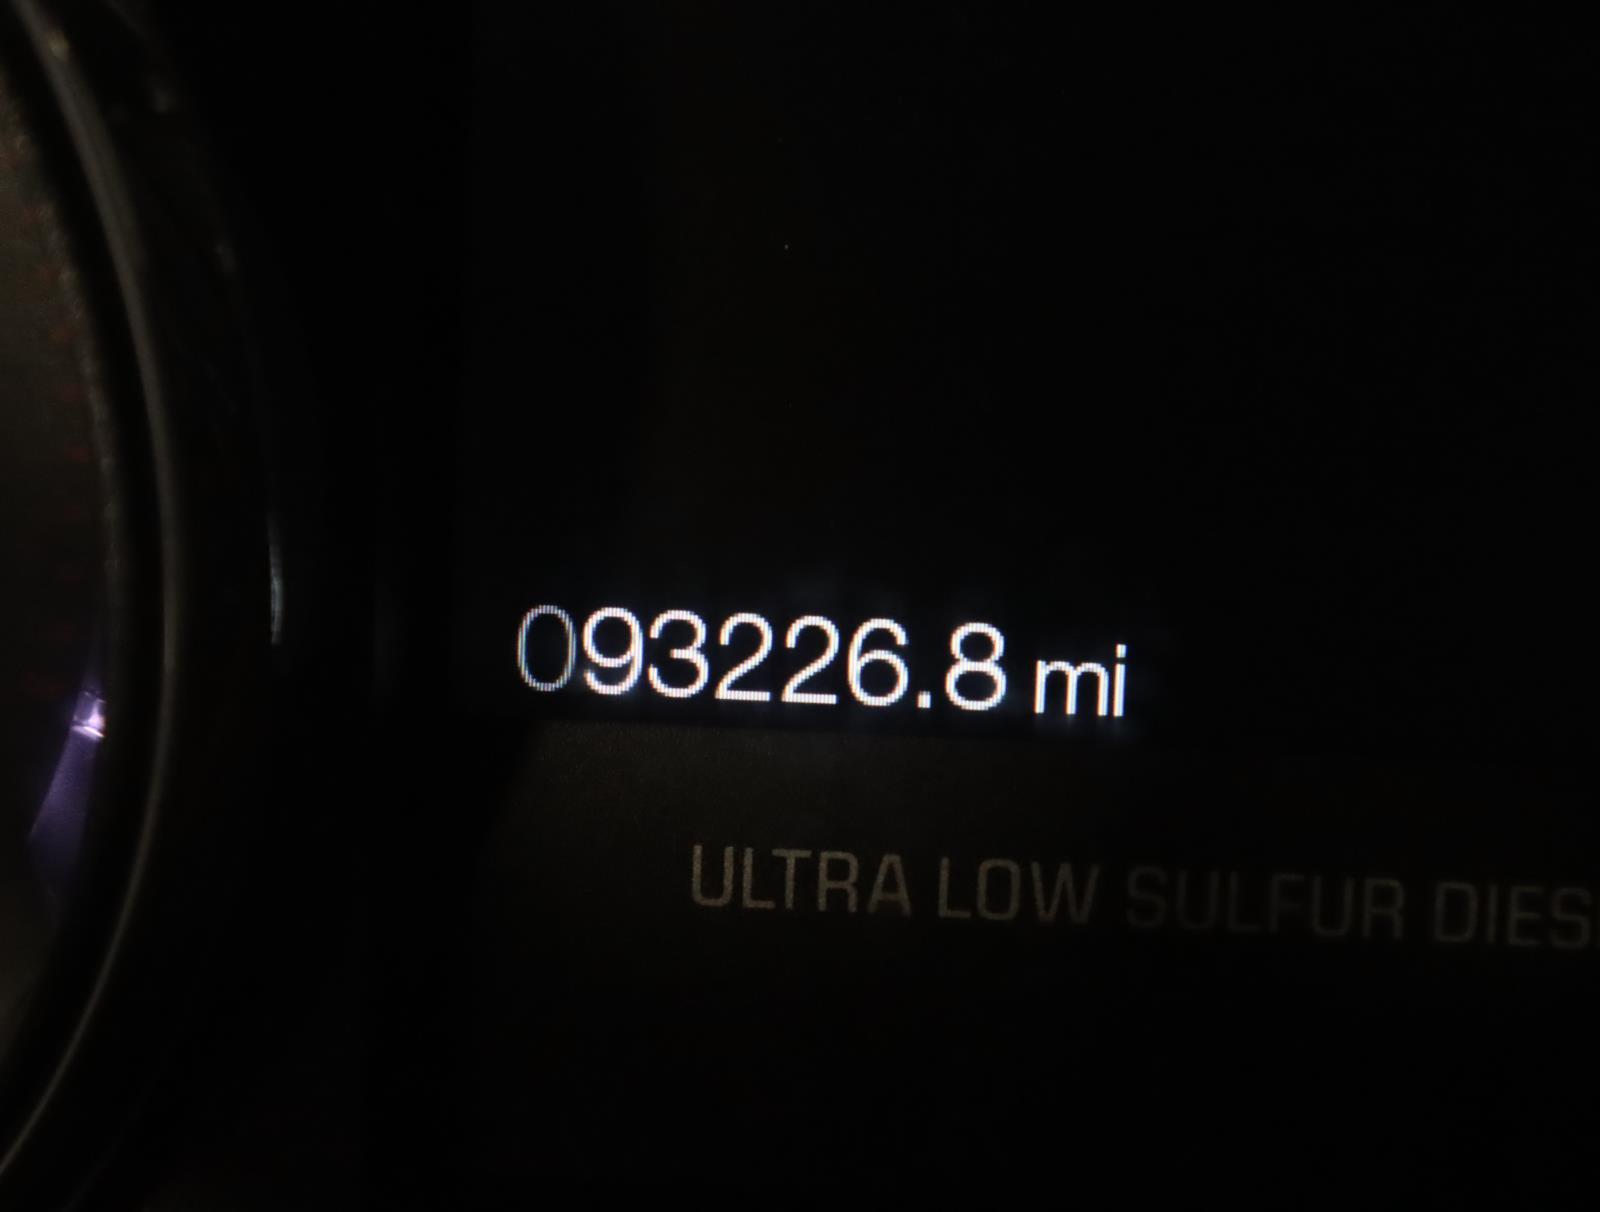 093226.8 mi
ULTRA LOW SULFUR DIES